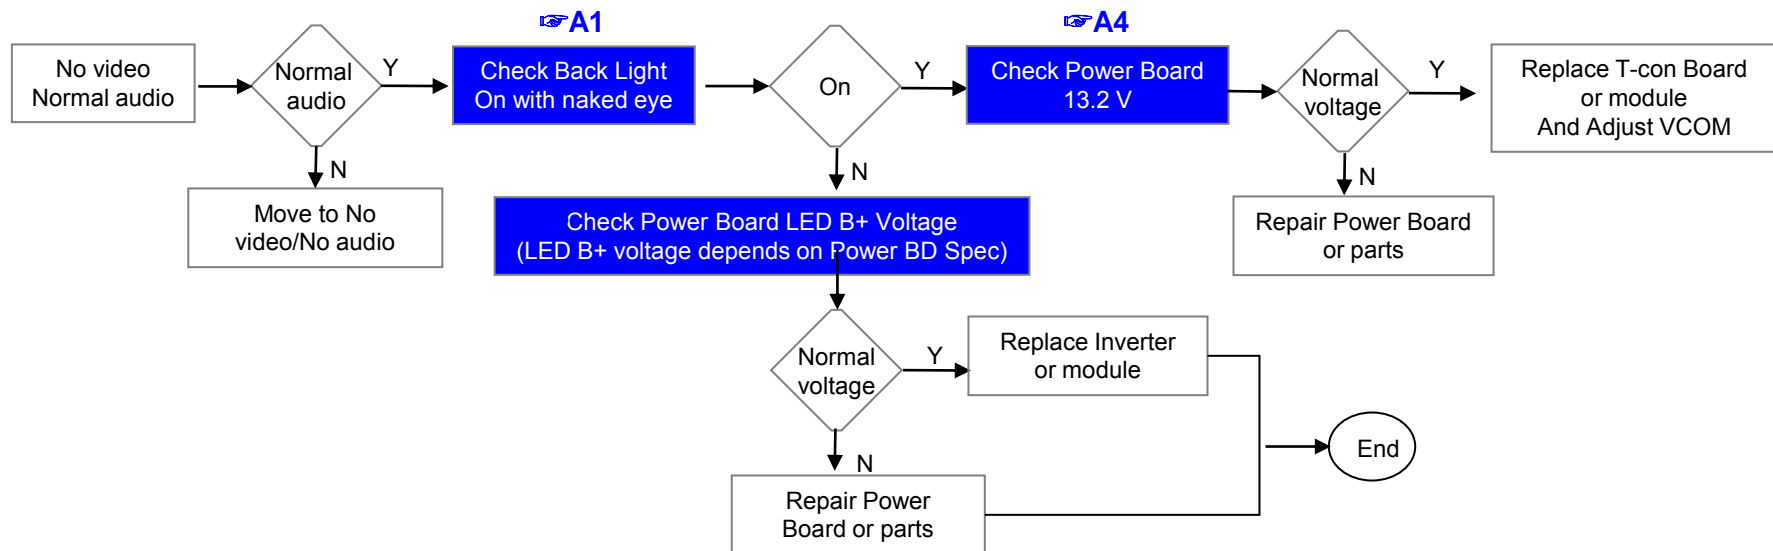 ☞A1
☞A4
No video
Normal audio
Normal
audio
Y
Check Back Light
On with naked eye
On
Y
Check Power Board
13.2 V
Normal
voltage
Y
Replace T-con Board
or module
And Adjust VCOM
N
Move to No
video/No audio
N
Check Power Board LED B+ Voltage
(LED B+ voltage depends on Power BD Spec)
N
Repair Power Board
or parts
Normal
voltage
Y
Replace Inverter
or module
End
N
Repair Power
Board or parts